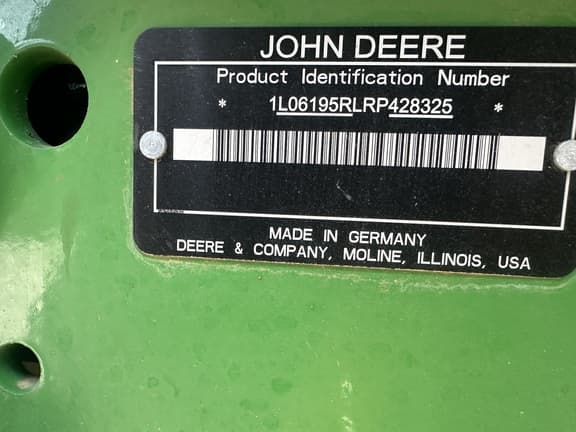 JOHN DEERE
Product Identification Number
* 1L06195RLRP428325 *
MADE IN GERMANY
DEERE & COMPANY, MOLINE, ILLINOIS, USA